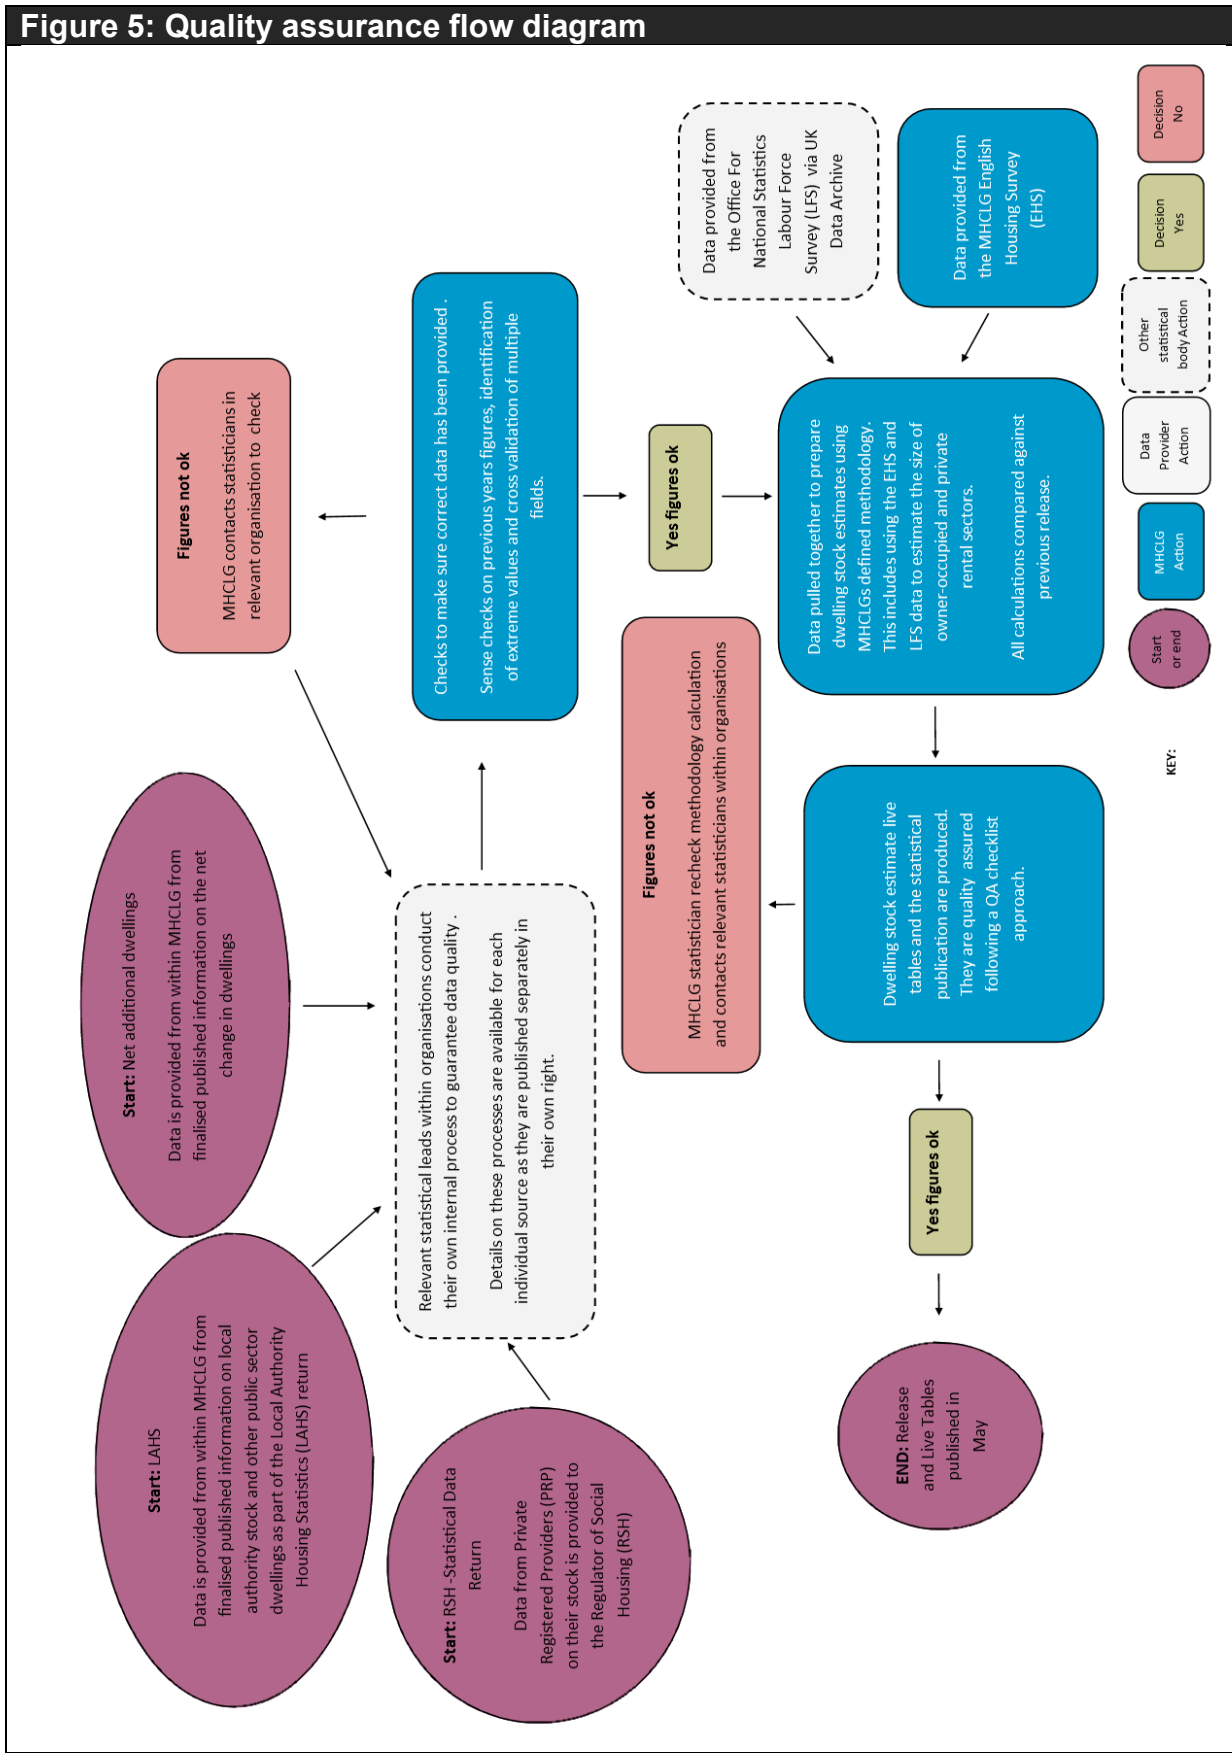 Figure 5: Quality assurance flow diagram
Start: LAHS
Data is provided from within MHCLG from
finalised published information on local
authority stock and other public sector
dwellings as part of the Local Authority
Housing Statistics (LAHS) return
Start: Net additional dwellings
Data is provided from within MHCLG from
finalised published information on the net
change in dwellings
Start: RSH -Statistical Data
Return
Data from Private
Registered Providers (PRP)
on their stock is provided to
the Regulator of Social
Housing (RSH)
Relevant statistical leads within organisations conduct
their own internal process to guarantee data quality .
Details on these processes are available for each
individual source as they are published separately in
their own right.
Figures not ok
MHCLG contacts statisticians in
relevant organisation to check
Checks to make sure correct data has been provided .
Sense checks on previous years figures, identification
of extreme values and cross validation of multiple
fields.
Yes figures ok
Data provided from
the Office For
National Statistics
Labour Force
Survey (LFS) via UK
Data Archive
Data provided from
the MHCLG English
Housing Survey
(EHS)
Data pulled together to prepare
dwelling stock estimates using
MHCLGs defined methodology.
This includes using the EHS and
LFS data to estimate the size of
owner-occupied and private
rental sectors.
All calculations compared against
previous release.
Figures not ok
MHCLG statistician recheck methodology calculation
and contacts relevant statisticians within organisations
Dwelling stock estimate live
tables and the statistical
publication are produced.
They are quality assured
following a QA checklist
approach.
Yes figures ok
END: Release
and Live Tables
published in
May
KEY:
Start
or end
MHCLG
Action
Data
Provider
Action
Other
statistical
body Action
Decision
Yes
Decision
No